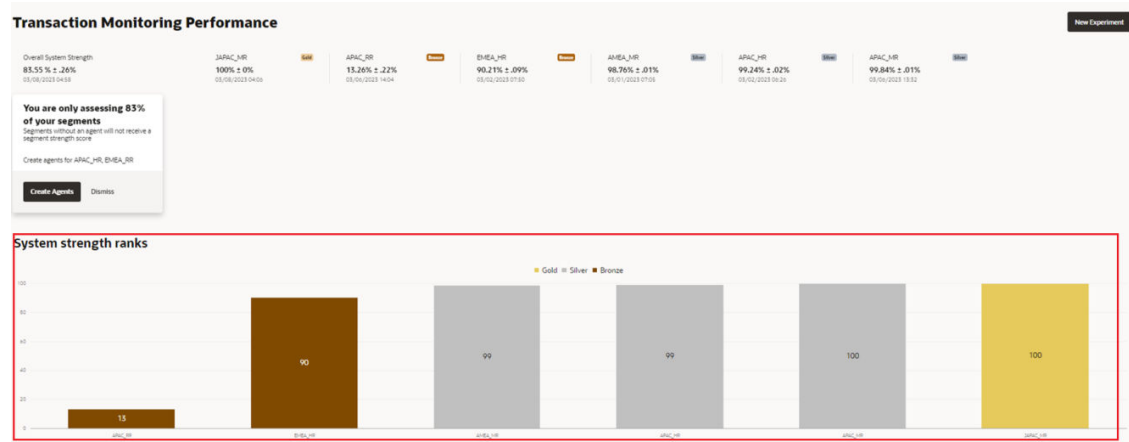 Transaction Monitoring Performance
New Experiment
Overall System Strength
83.55 % ± .26%
03/08/2023 04:58
JAPAC_MR Gold
100% ± 0%
03/08/2023 04:06
APAC_RR Bronze
13.26% ± .22%
03/06/2023 14:04
EMEA_HR Bronze
90.21% ± .09%
03/02/2023 07:50
AMEA_MR Silver
98.76% ± .01%
03/01/2023 07:05
APAC_HR Silver
99.24% ± .02%
03/02/2023 06:26
APAC_MR Silver
99.84% ± .01%
03/06/2023 13:32
You are only assessing 83%
of your segments
Segments without an agent will not receive a
segment strength score
Create agents for APAC_HR, EMEA_RR
Create Agents Dismiss
System strength ranks
Gold Silver Bronze
100
80
60
40
20
0
13
90
99
99
100
100
APAC_RR
EMEA_HR
AMEA_MR
APAC_HR
APAC_MR
JAPAC_MR